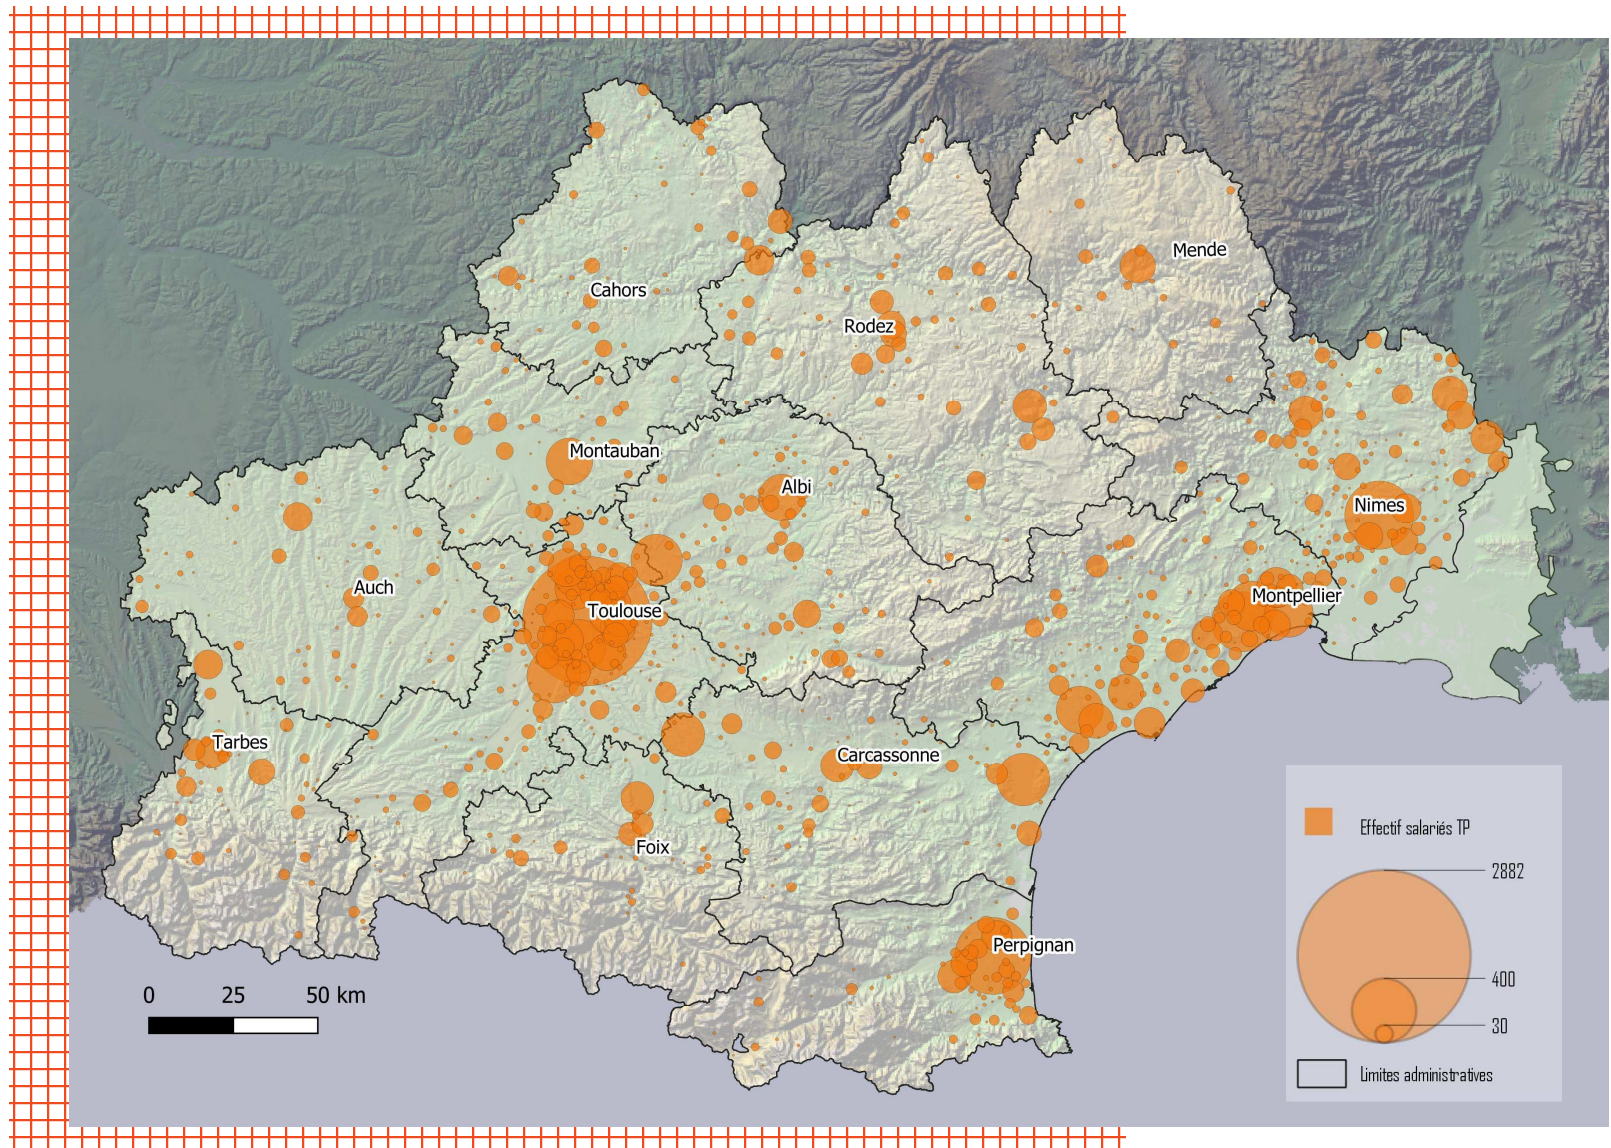 Mende
Cahors
Rodez
Montauban
Albi
Nimes
Auch
Toulouse
Montpellier
Tarbes
Carcassonne
Foix
Perpignan
0 25 50 km
Effectif salariés TP
2882
400
30
Limites administratives